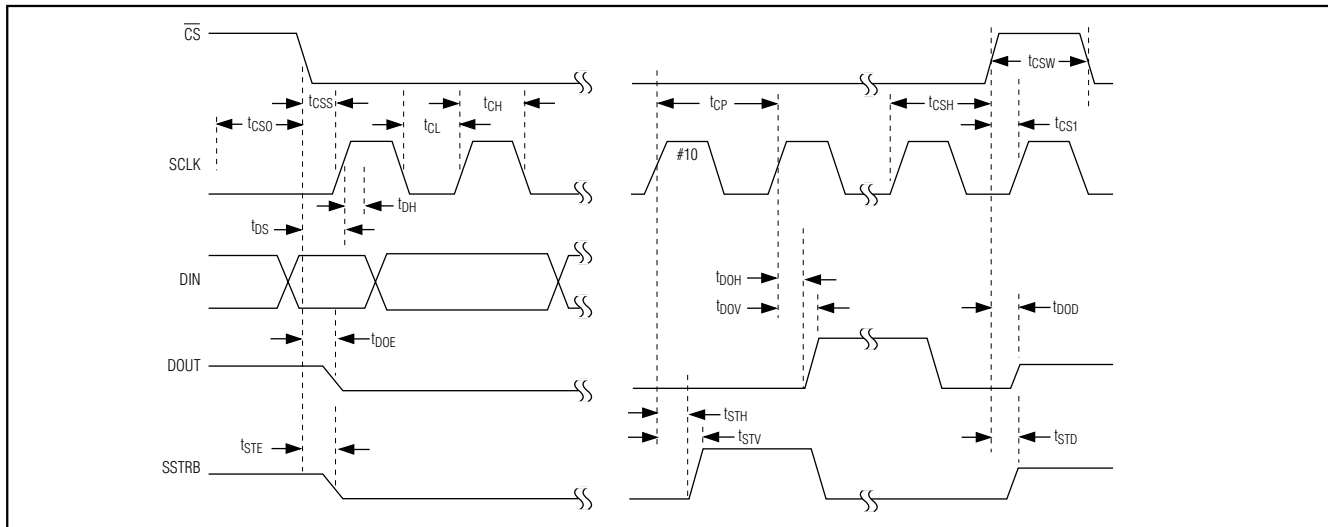 CS
tCSW
tCSS
tCH
tCP
tCSH
tCSO
tCL
tCS1
SCLK
#10
tDH
tDS
DIN
tDOH
tDOV
tDOD
tDOE
DOUT
tSTH
tSTV
tSTE
tSTD
SSTRB